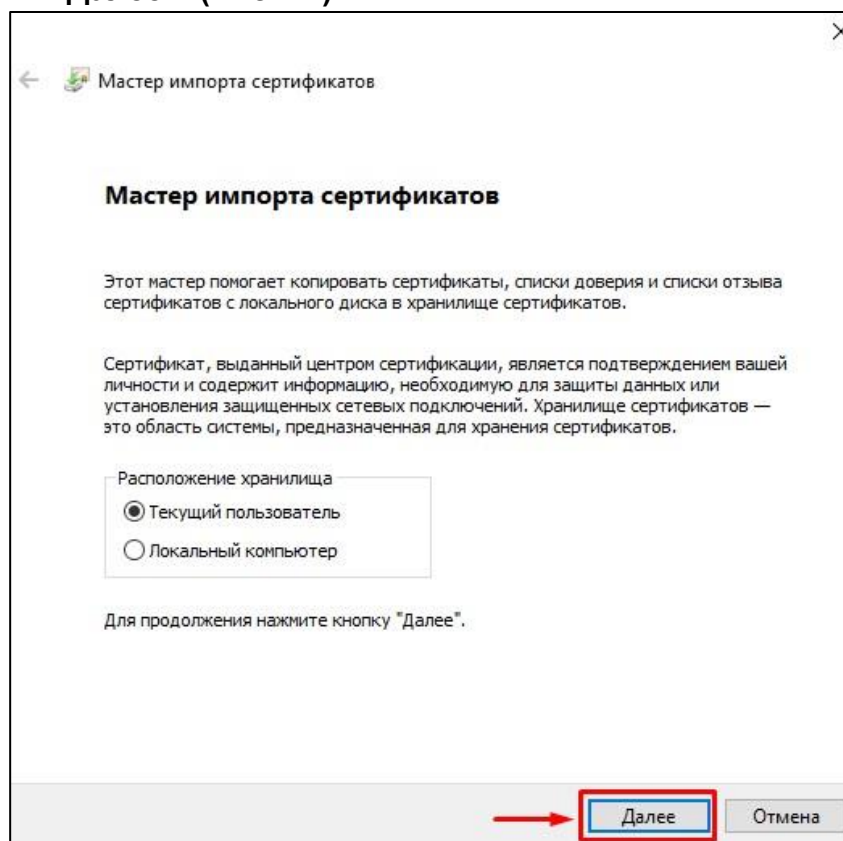 Мастер импорта сертификатов
Мастер импорта сертификатов
Этот мастер помогает копировать сертификаты, списки доверия и списки отзыва
сертификатов с локального диска в хранилище сертификатов.
Сертификат, выданный центром сертификации, является подтверждением вашей
личности и содержит информацию, необходимую для защиты данных или
установления защищенных сетевых подключений. Хранилище сертификатов —
это область системы, предназначенная для хранения сертификатов.
Расположение хранилища
Текущий пользователь
Локальный компьютер
Для продолжения нажмите кнопку "Далее".
Далее Отмена